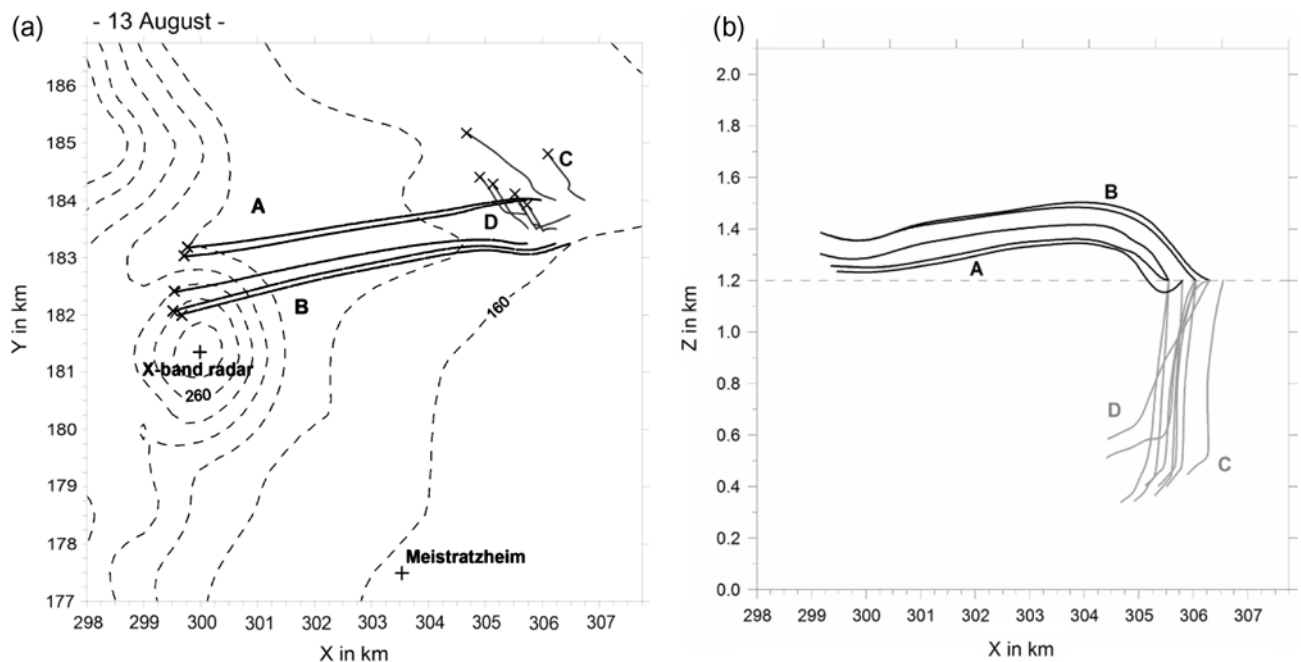 (a)
- 13 August -
186
185
184
183
182
181
180
179
178
177
Y in km
A
B
C
D
X-band radar
260
160
Meistratzheim
298 299 300 301 302 303 304 305 306 307
X in km
(b)
2.0
1.8
1.6
1.4
1.2
1.0
0.8
0.6
0.4
0.2
0.0
Z in km
B
A
D
C
298 299 300 301 302 303 304 305 306 307
X in km